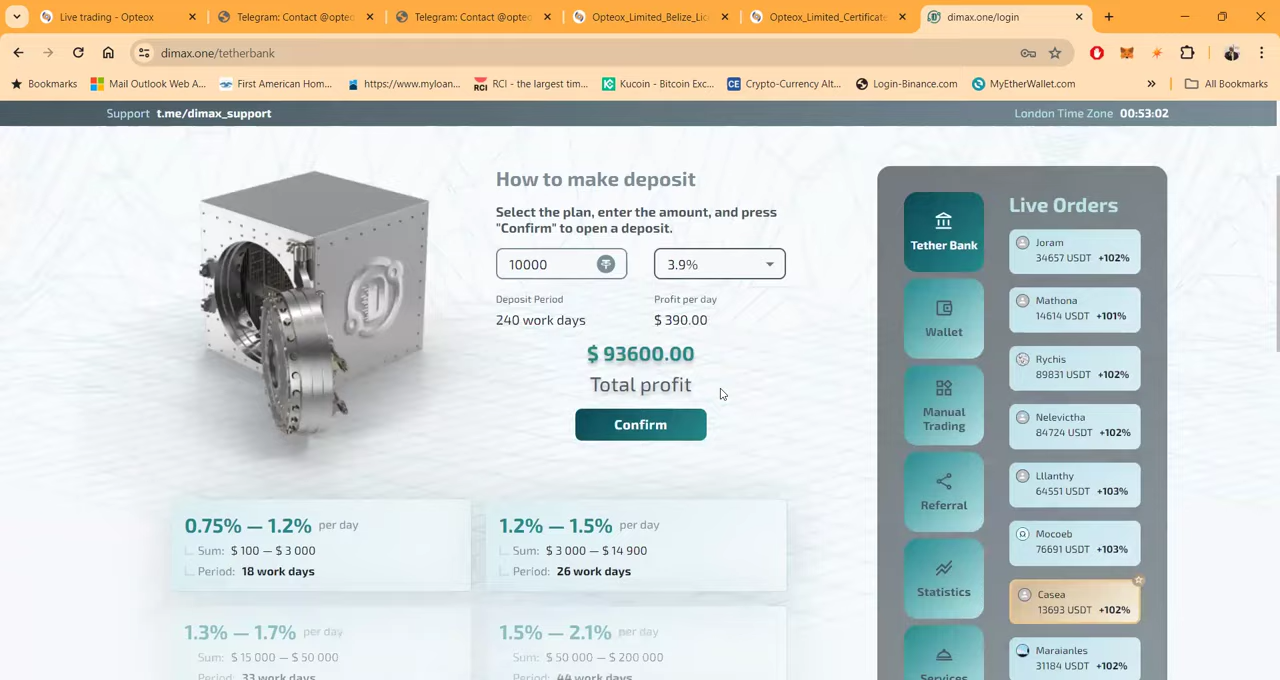 Live trading - Opteox
Telegram: Contact @opteo
Telegram: Contact @opteo
Opteox_Limited_Belize_Lic
Opteox_Limited_Certificate
dimax.one/login
dimax.one/tetherbank
Bookmarks
Mail Outlook Web A...
First American Hom...
https://www.myloan...
RCI - the largest tim...
Kucoin - Bitcoin Exc...
Crypto-Currency Alt...
Login-Binance.com
MyEtherWallet.com
All Bookmarks
Support t.me/dimax_support
London Time Zone 00:53:02
How to make deposit
Select the plan, enter the amount, and press
"Confirm" to open a deposit.
10000
3.9%
Deposit Period
Profit per day
240 work days
$ 390.00
$ 93600.00
Total profit
Confirm
0.75% — 1.2% per day
Sum: $ 100 — $ 3 000
Period: 18 work days
1.2% — 1.5% per day
Sum: $ 3 000 — $ 14 900
Period: 26 work days
1.3% — 1.7% per day
Sum: $ 15 000 — $ 50 000
Period: 33 work days
1.5% — 2.1% per day
Sum: $ 50 000 — $ 200 000
Period: 44 work days
Tether Bank
Wallet
Manual
Trading
Referral
Statistics
Services
Live Orders
Joram
34657 USDT +102%
Mathona
14614 USDT +101%
Rychis
89831 USDT +102%
Nelevictha
84724 USDT +102%
Lllanthy
64551 USDT +103%
Mocoeb
76691 USDT +103%
Casea
13693 USDT +102%
Maraianles
31184 USDT +102%